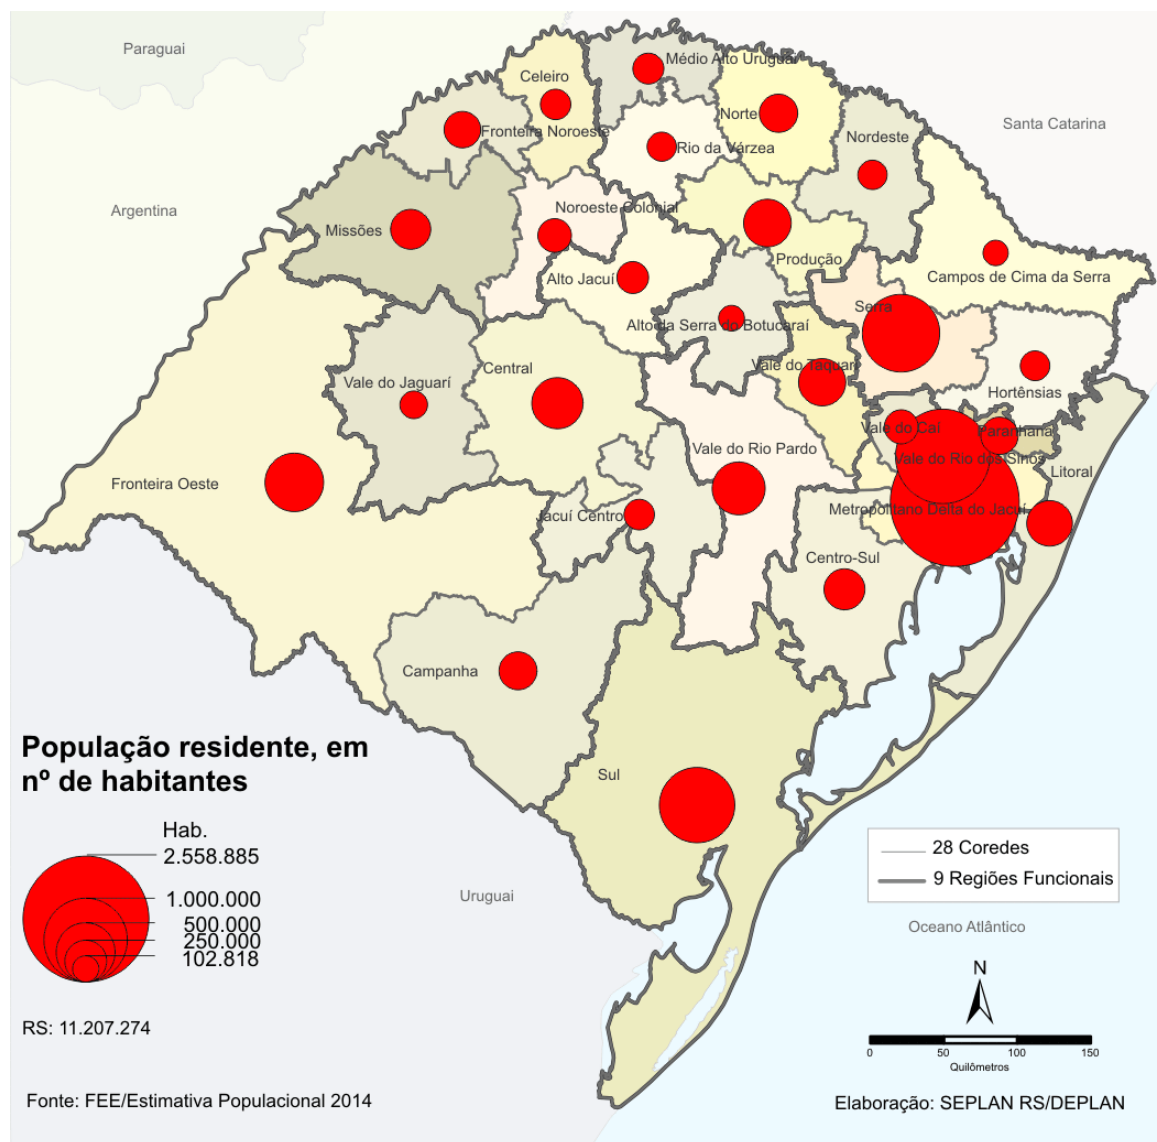 Paraguai
Santa Catarina
Argentina
Médio Alto Uruguai
Celeiro
Norte
Fronteira Noroeste
Nordeste
Rio da Várzea
Noroeste Colonial
Missões
Produção
Campos de Cima da Serra
Alto Jacuí
Serra
Alto da Serra do Botucaraí
Vale do Taquari
Central
Vale do Jaguarí
Hortênsias
Vale do Caí
Paranhana
Vale do Rio Pardo
Vale do Rio dos Sinos
Litoral
Fronteira Oeste
Metropolitano Delta do Jacuí
Jacuí Centro
Centro-Sul
Campanha
Sul
População residente, em
nº de habitantes
Hab.
2.558.885
1.000.000
500.000
250.000
102.818
RS: 11.207.274
Fonte: FEE/Estimativa Populacional 2014
Uruguai
28 Coredes
9 Regiões Funcionais
Oceano Atlântico
N
0 50 100 150
Quilômetros
Elaboração: SEPLAN RS/DEPLAN